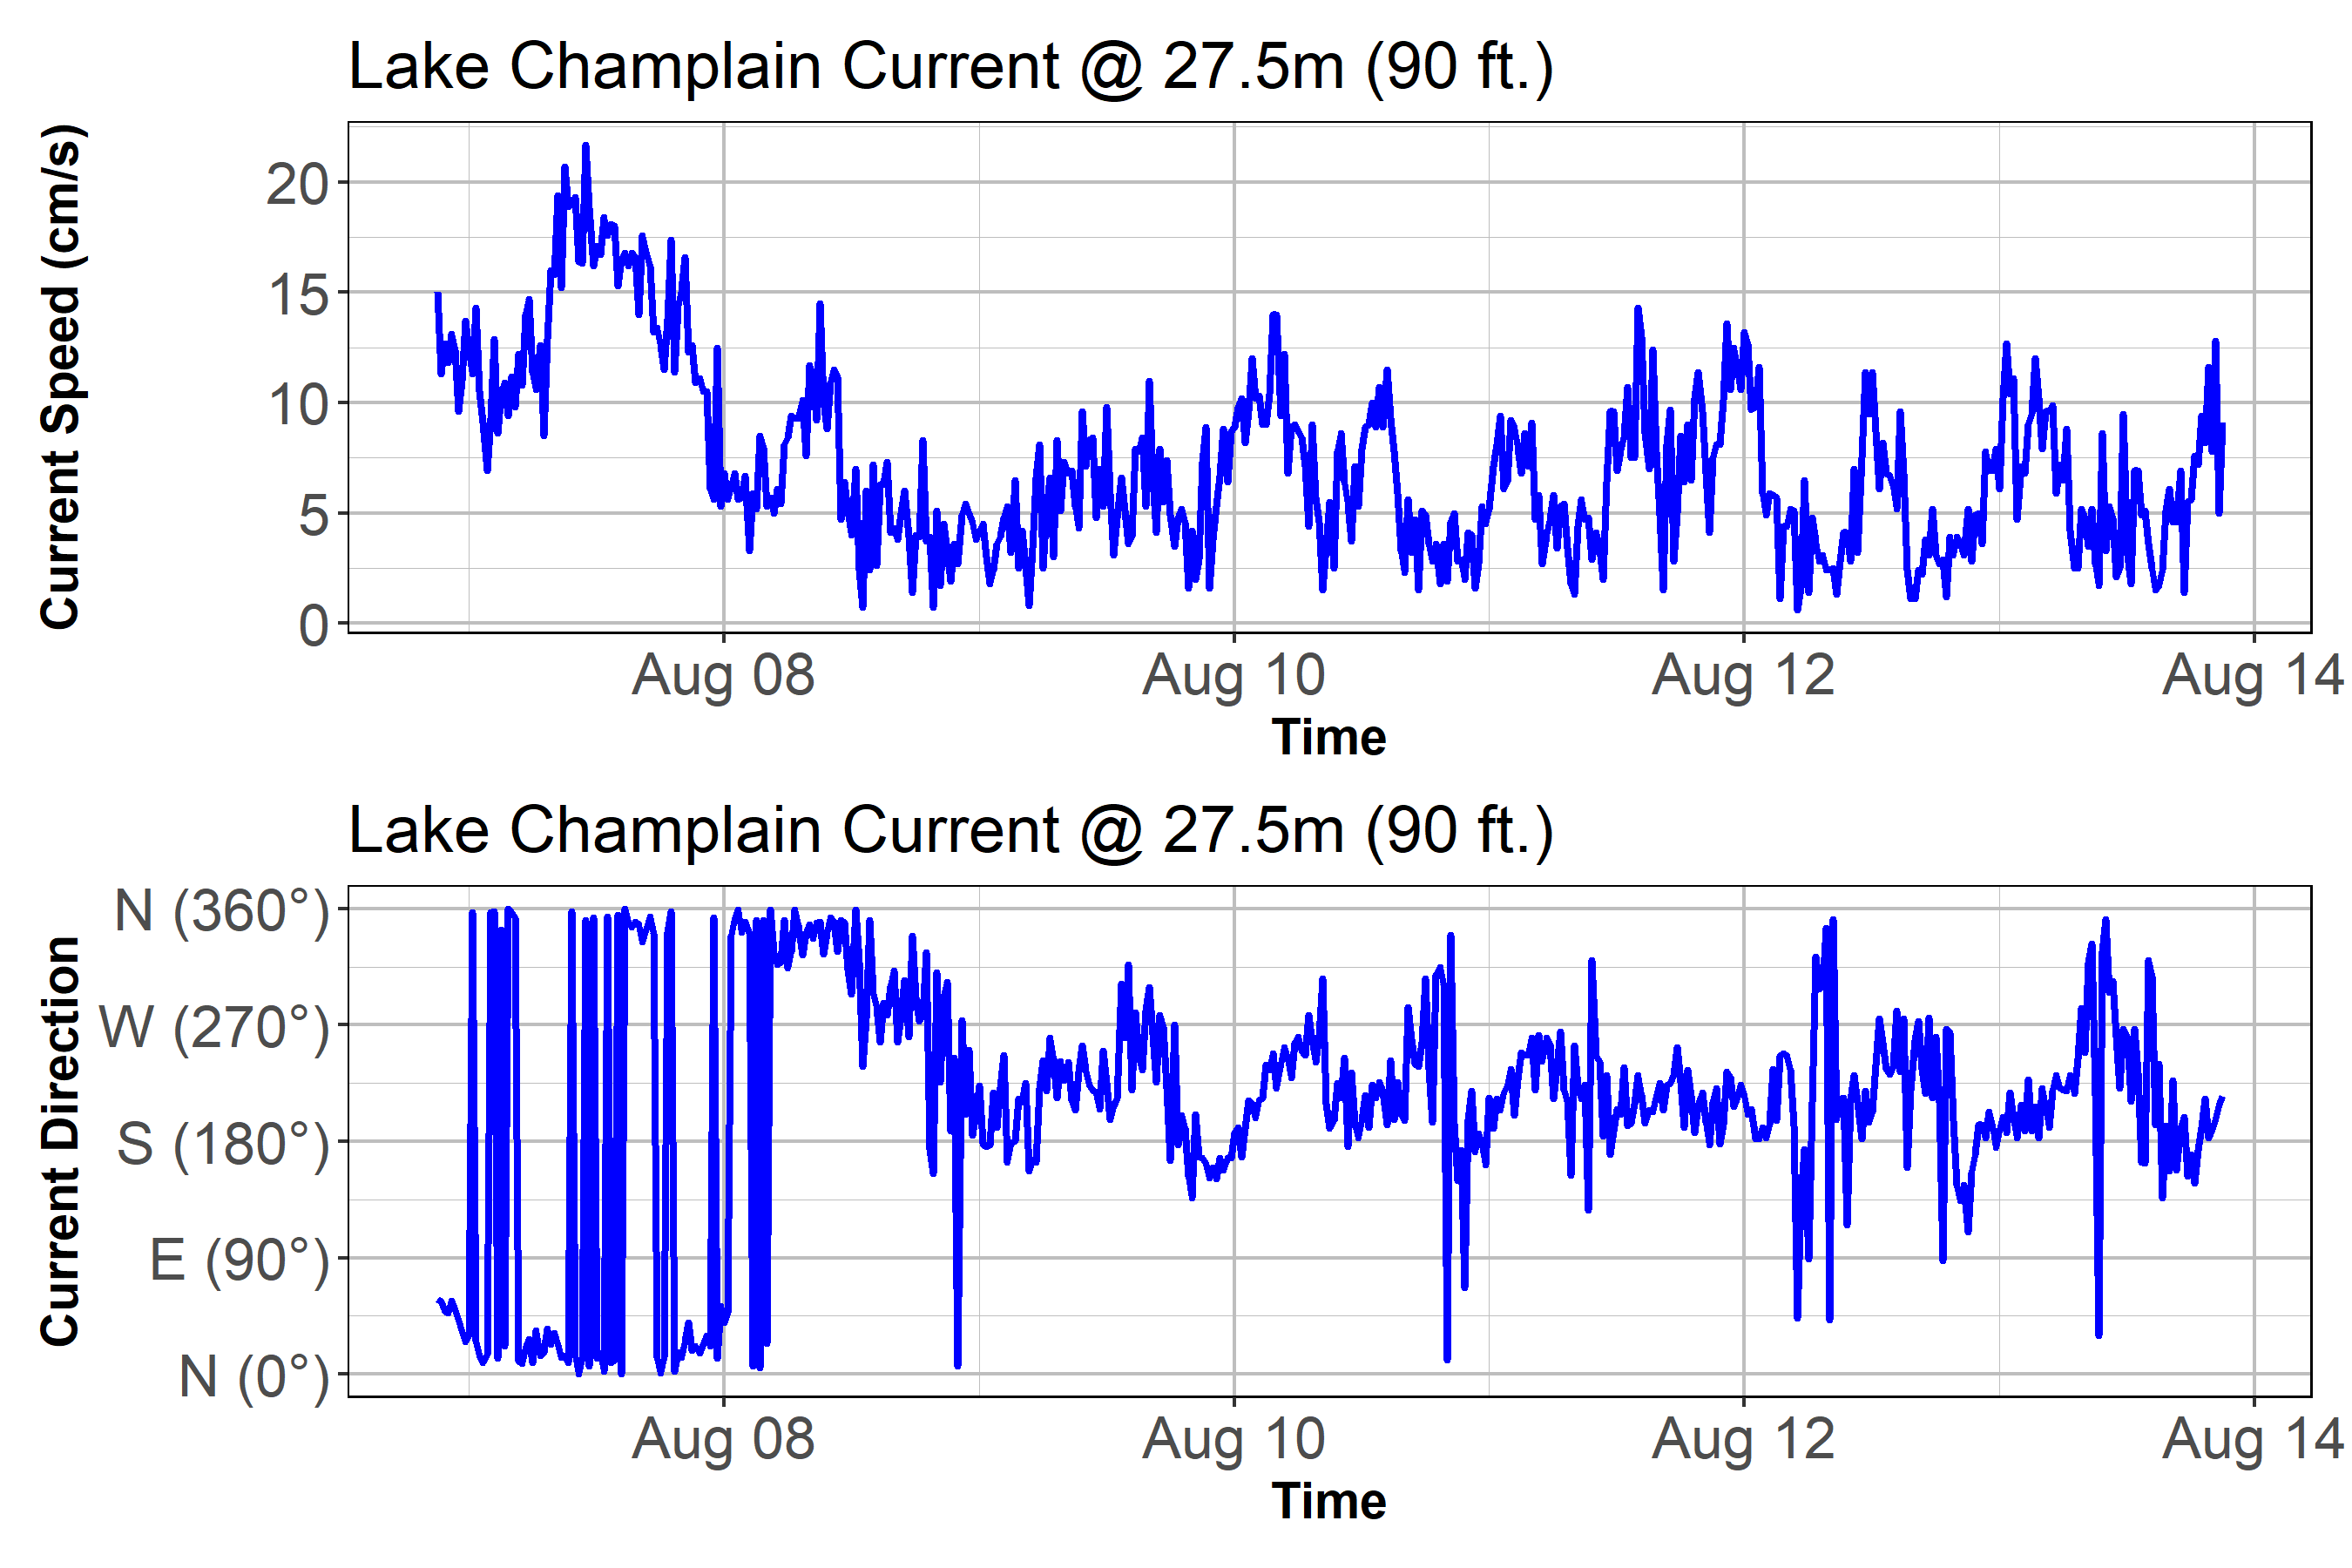 Lake Champlain Current @ 27.5m (90 ft.)
Current Speed (cm/s)
20
15
10
5
0
Aug 08
Aug 10
Aug 12
Aug 14
Time
Lake Champlain Current @ 27.5m (90 ft.)
Current Direction
N (360°)
W (270°)
S (180°)
E (90°)
N (0°)
Aug 08
Aug 10
Aug 12
Aug 14
Time